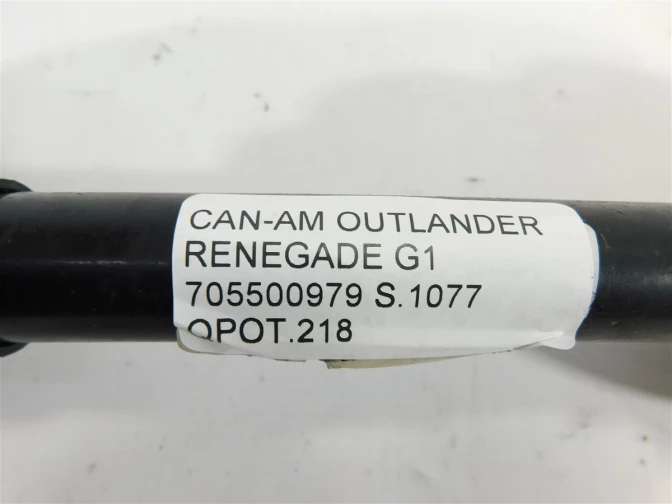 CAN-AM OUTLANDER
RENEGADE G1
705500979 S.1077
OPOT.218